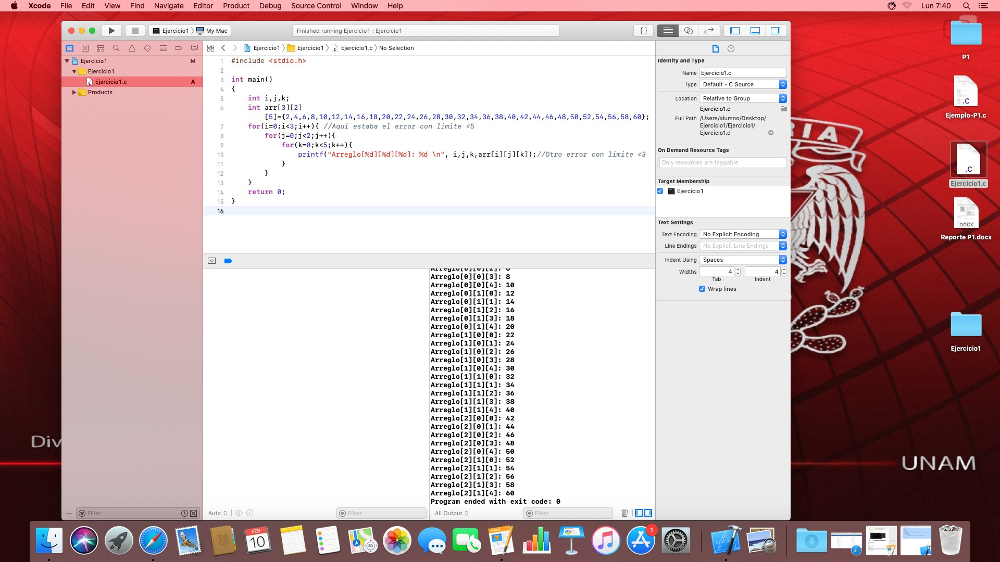 Xcode File Edit View Find Navigate Editor Product Debug Source Control Window Help Lun 7:40
Ejercicio1 My Mac Finished running Ejercicio1 : Ejercicio1 { }
Ejercicio1 M
Ejercicio1
Ejercicio1.c A
Products
Ejercicio1 Ejercicio1 Ejercicio1.c No Selection
1 #include <stdio.h>
2
3 int main()
4 {
5 int i,j,k;
6 int arr[3][2]
[5]={2,4,6,8,10,12,14,16,18,20,22,24,26,28,30,32,34,36,38,40,42,44,46,48,50,52,54,56,58,60};
7 for(i=0;i<3;i++){ //Aqui estaba el error con limite <5
8 for(j=0;j<2;j++){
9 for(k=0;k<5;k++){
10 printf("Arreglo[%d][%d][%d]: %d \n", i,j,k,arr[i][j][k]);//Otro error con limite <3
11 }
12 }
13 }
14 return 0;
15 }
16
Arreglo[0][0][2]: 6
Arreglo[0][0][3]: 8
Arreglo[0][0][4]: 10
Arreglo[0][1][0]: 12
Arreglo[0][1][1]: 14
Arreglo[0][1][2]: 16
Arreglo[0][1][3]: 18
Arreglo[0][1][4]: 20
Arreglo[1][0][0]: 22
Arreglo[1][0][1]: 24
Arreglo[1][0][2]: 26
Arreglo[1][0][3]: 28
Arreglo[1][0][4]: 30
Arreglo[1][1][0]: 32
Arreglo[1][1][1]: 34
Arreglo[1][1][2]: 36
Arreglo[1][1][3]: 38
Arreglo[1][1][4]: 40
Arreglo[2][0][0]: 42
Arreglo[2][0][1]: 44
Arreglo[2][0][2]: 46
Arreglo[2][0][3]: 48
Arreglo[2][0][4]: 50
Arreglo[2][1][0]: 52
Arreglo[2][1][1]: 54
Arreglo[2][1][2]: 56
Arreglo[2][1][3]: 58
Arreglo[2][1][4]: 60
Program ended with exit code: 0
Filter
Auto Filter
All Output Filter
Identity and Type
Name Ejercicio1.c
Type Default - C Source
Location Relative to Group
Ejercicio1.c
Full Path /Users/alumno/Desktop/
Ejercicio1/Ejercicio1/
Ejercicio1.c
On Demand Resource Tags
Only resources are taggable
Target Membership
Ejercicio1
Text Settings
Text Encoding No Explicit Encoding
Line Endings No Explicit Line Endings
Indent Using Spaces
Widths 4 4
Tab Indent
Wrap lines
P1
.C
Ejemplo-P1.c
.C
Ejercicio1.c
DOCX
Reporte P1.docx
Ejercicio1
RIA
Div
UNAM
FEB
10
PAGES
1